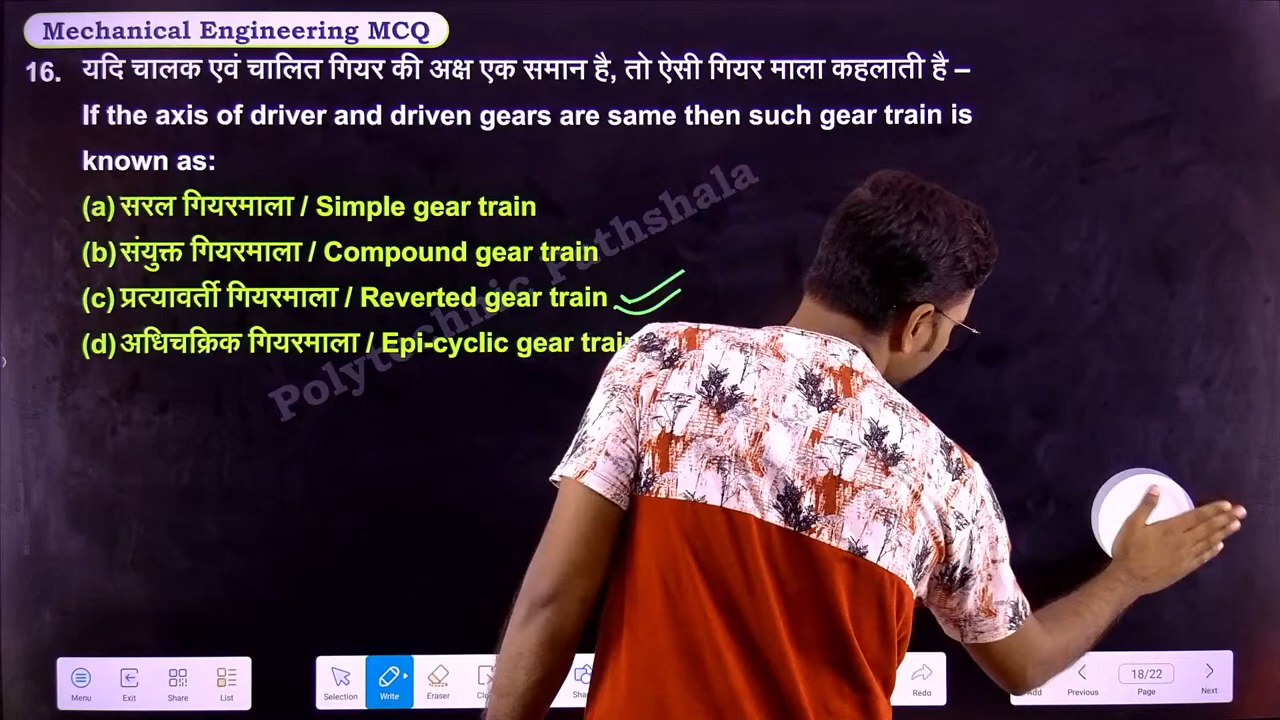 Mechanical Engineering MCQ
16. यदि चालक एवं चालित गियर की अक्ष एक समान है, तो ऐसी गियर माला कहलाती है –
If the axis of driver and driven gears are same then such gear train is
known as:
(a) सरल गियरमाला / Simple gear train
(b) संयुक्त गियरमाला / Compound gear train
(c) प्रत्यावर्ती गियरमाला / Reverted gear train
(d) अधिचक्रिक गियरमाला / Epi-cyclic gear
Polytechnic Pathshala
Menu Exit Share List Selection Write Eraser Redo Previous 18/22 Page Next